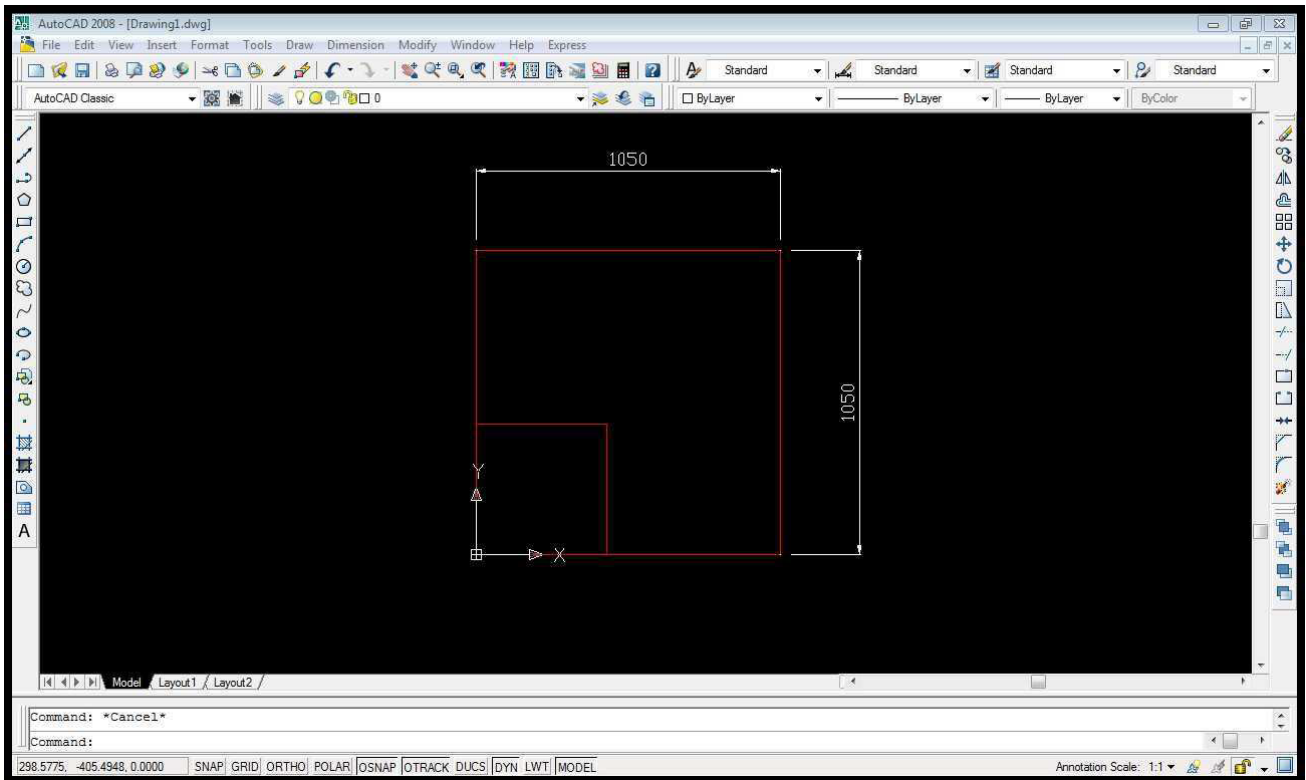 AutoCAD 2008 - [Drawing1.dwg]
File Edit View Insert Format Tools Draw Dimension Modify Window Help Express
Standard Standard Standard Standard
AutoCAD Classic 0 ByLayer ByLayer ByLayer ByColor
1050
1050
Y
X
A
Model Layout1 Layout2
Command: *Cancel*
Command:
298.5775, -405.4948, 0.0000 SNAP GRID ORTHO POLAR OSNAP OTRACK DUCS DYN LWT MODEL Annotation Scale: 1:1